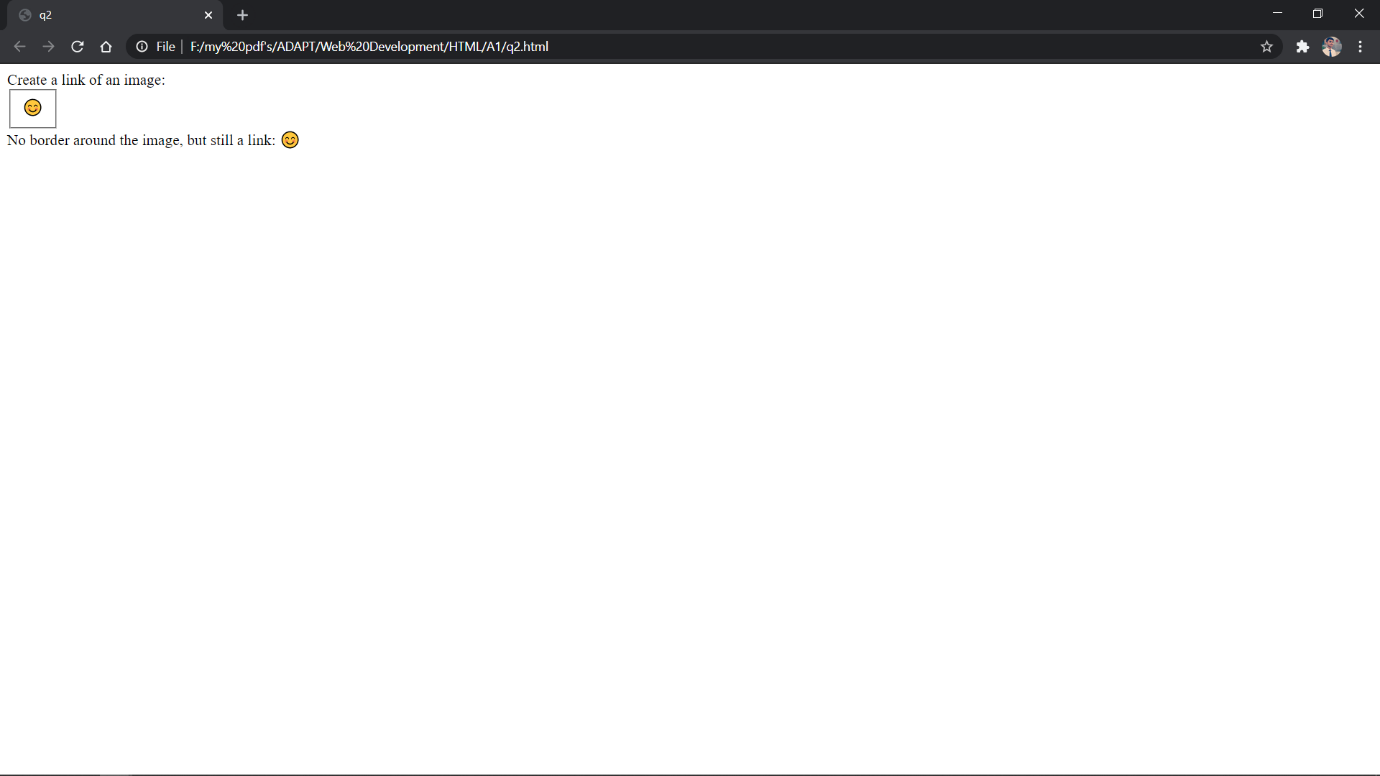 q2
File | F:/my%20pdf's/ADAPT/Web%20Development/HTML/A1/q2.html
Create a link of an image:
No border around the image, but still a link: